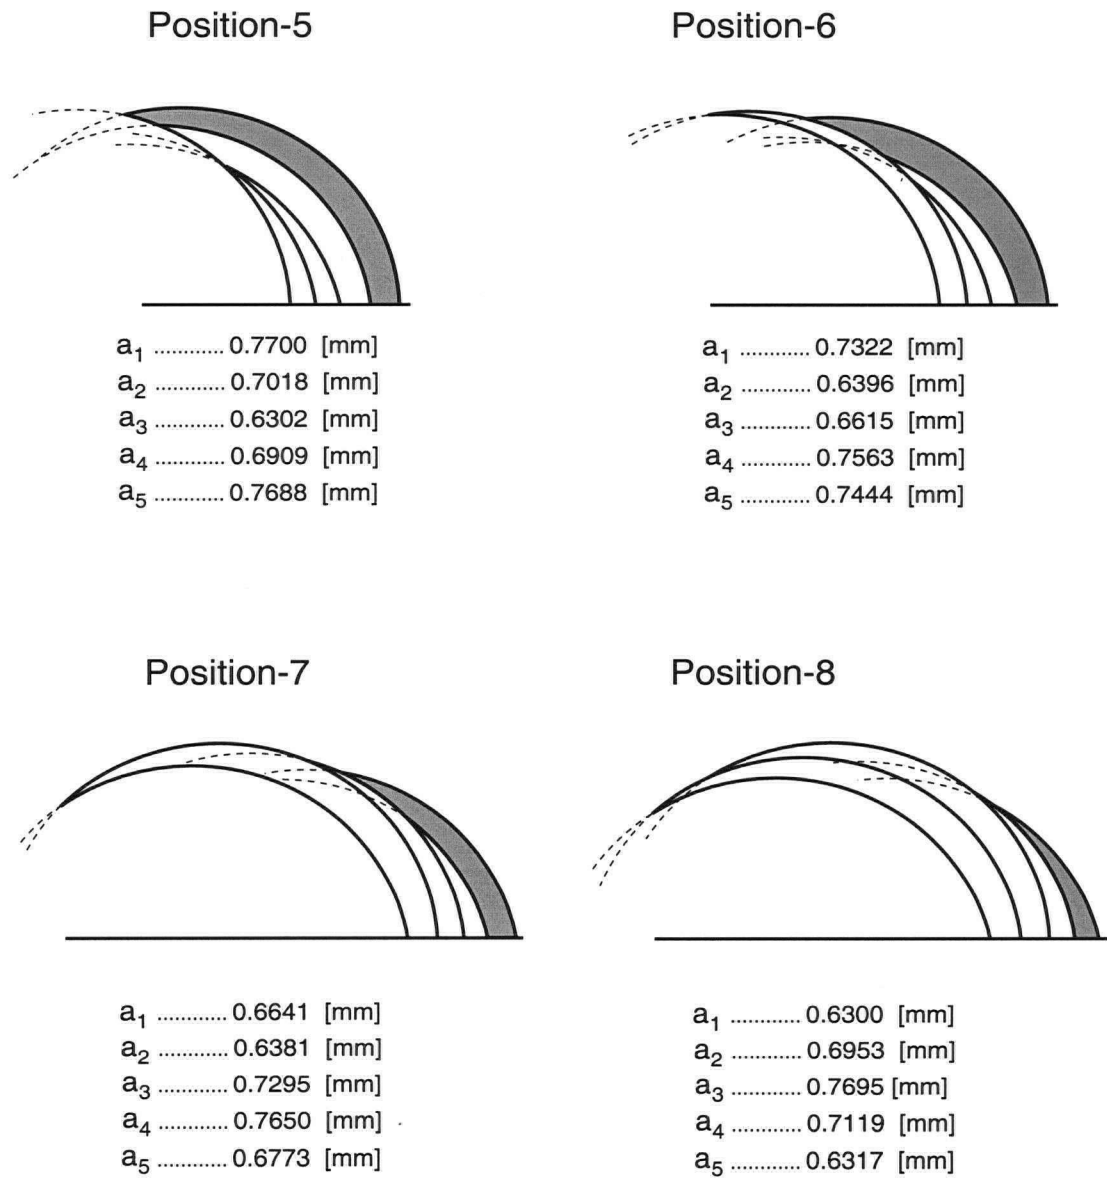 Position-5
a1 ............ 0.7700 [mm]
a2 ............ 0.7018 [mm]
a3 ............ 0.6302 [mm]
a4 ............ 0.6909 [mm]
a5 ............ 0.7688 [mm]
Position-6
a1 ............ 0.7322 [mm]
a2 ............ 0.6396 [mm]
a3 ............ 0.6615 [mm]
a4 ............ 0.7563 [mm]
a5 ............ 0.7444 [mm]
Position-7
a1 ............ 0.6641 [mm]
a2 ............ 0.6381 [mm]
a3 ............ 0.7295 [mm]
a4 ............ 0.7650 [mm]
a5 ............ 0.6773 [mm]
Position-8
a1 ............ 0.6300 [mm]
a2 ............ 0.6953 [mm]
a3 ............ 0.7695 [mm]
a4 ............ 0.7119 [mm]
a5 ............ 0.6317 [mm]